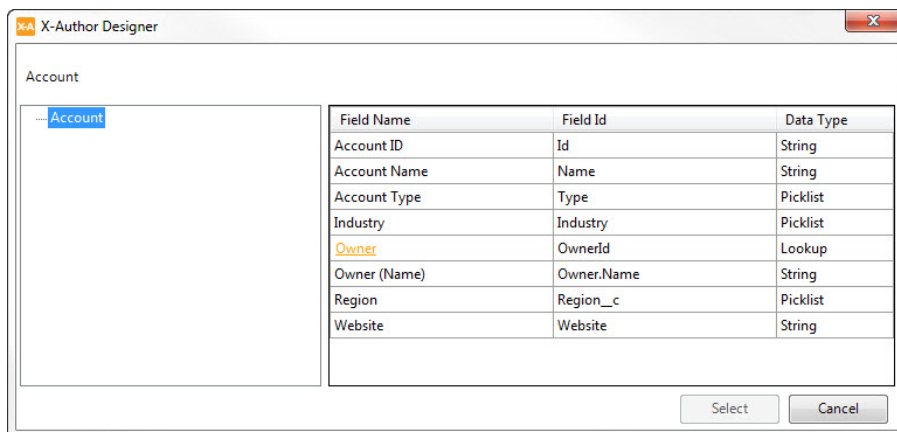 X-A X-Author Designer
Account
Account
Field Name Field Id Data Type
Account ID Id String
Account Name Name String
Account Type Type Picklist
Industry Industry Picklist
Owner OwnerId Lookup
Owner (Name) Owner.Name String
Region Region__c Picklist
Website Website String
Select Cancel